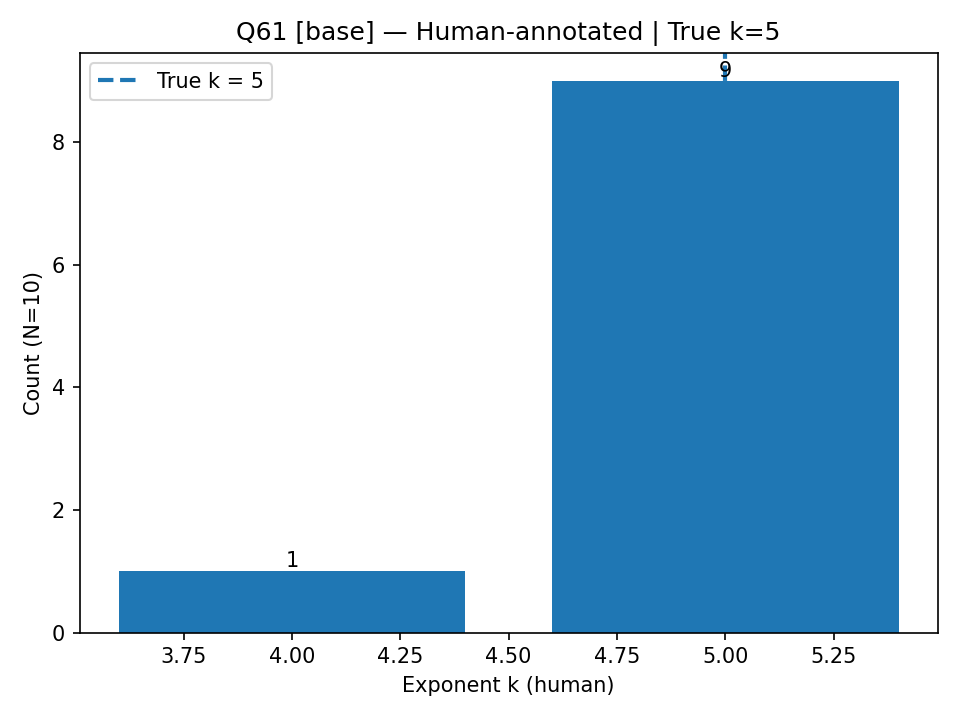 Q61 [base] — Human-annotated | True k=5
True k = 5
9
8
6
4
2
0
Count (N=10)
1
3.75 4.00 4.25 4.50 4.75 5.00 5.25
Exponent k (human)